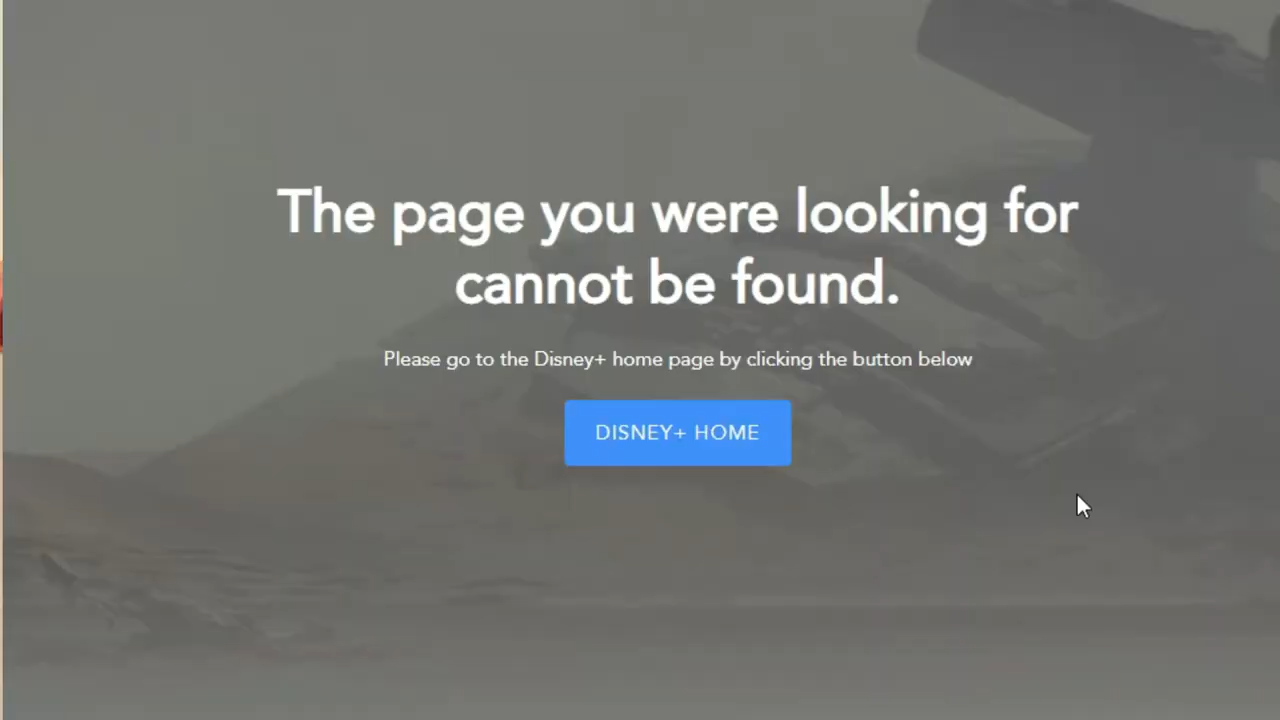 The page you were looking for
cannot be found.
Please go to the Disney+ home page by clicking the button below
DISNEY+ HOME